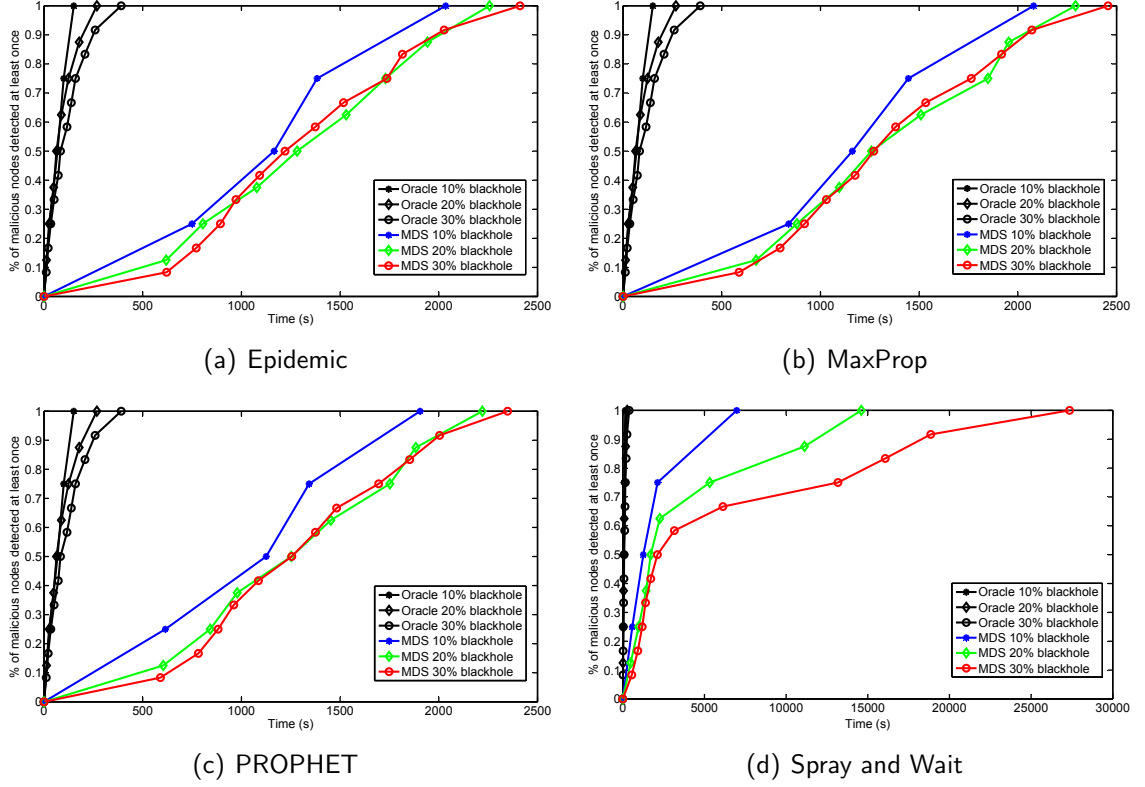 1
0.9
0.8
0.7
0.6
0.5
0.4
0.3
0.2
0.1
0
% of malicious nodes detected at least once
Oracle 10% blackhole
Oracle 20% blackhole
Oracle 30% blackhole
MDS 10% blackhole
MDS 20% blackhole
MDS 30% blackhole
0 500 1000 1500 2000 2500
Time (s)
(a) Epidemic
1
0.9
0.8
0.7
0.6
0.5
0.4
0.3
0.2
0.1
0
% of malicious nodes detected at least once
Oracle 10% blackhole
Oracle 20% blackhole
Oracle 30% blackhole
MDS 10% blackhole
MDS 20% blackhole
MDS 30% blackhole
0 500 1000 1500 2000 2500
Time (s)
(b) MaxProp
1
0.9
0.8
0.7
0.6
0.5
0.4
0.3
0.2
0.1
0
% of malicious nodes detected at least once
Oracle 10% blackhole
Oracle 20% blackhole
Oracle 30% blackhole
MDS 10% blackhole
MDS 20% blackhole
MDS 30% blackhole
0 500 1000 1500 2000 2500
Time (s)
(c) PROPHET
1
0.9
0.8
0.7
0.6
0.5
0.4
0.3
0.2
0.1
0
% of malicious nodes detected at least once
Oracle 10% blackhole
Oracle 20% blackhole
Oracle 30% blackhole
MDS 10% blackhole
MDS 20% blackhole
MDS 30% blackhole
0 5000 10000 15000 20000 25000 30000
Time (s)
(d) Spray and Wait